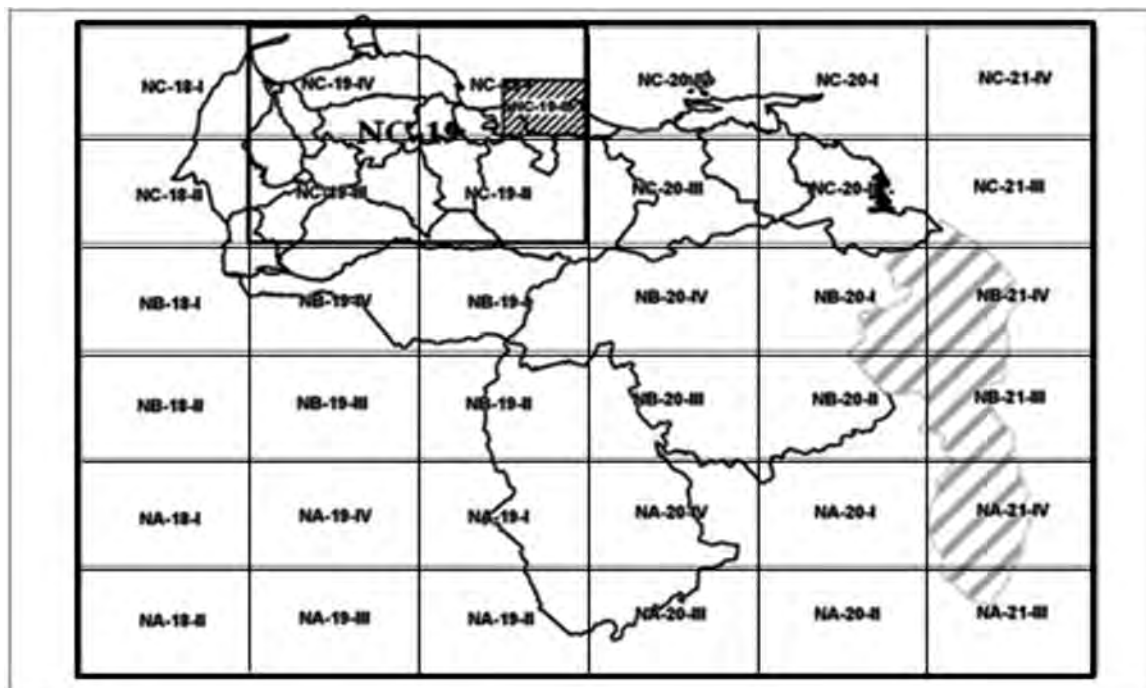 NC-18-I NC-19-IV NC-20-IV NC-20-I NC-21-IV
NC-19
NC-18-II NC-19-III NC-19-II NC-20-III NC-20-II NC-21-III
NB-18-I NB-19-IV NB-19-I NB-20-IV NB-20-I NB-21-IV
NB-18-II NB-19-III NB-19-II NB-20-III NB-20-II NB-21-III
NA-18-I NA-19-IV NA-19-I NA-20-IV NA-20-I NA-21-IV
NA-18-II NA-19-III NA-19-II NA-20-III NA-20-II NA-21-III